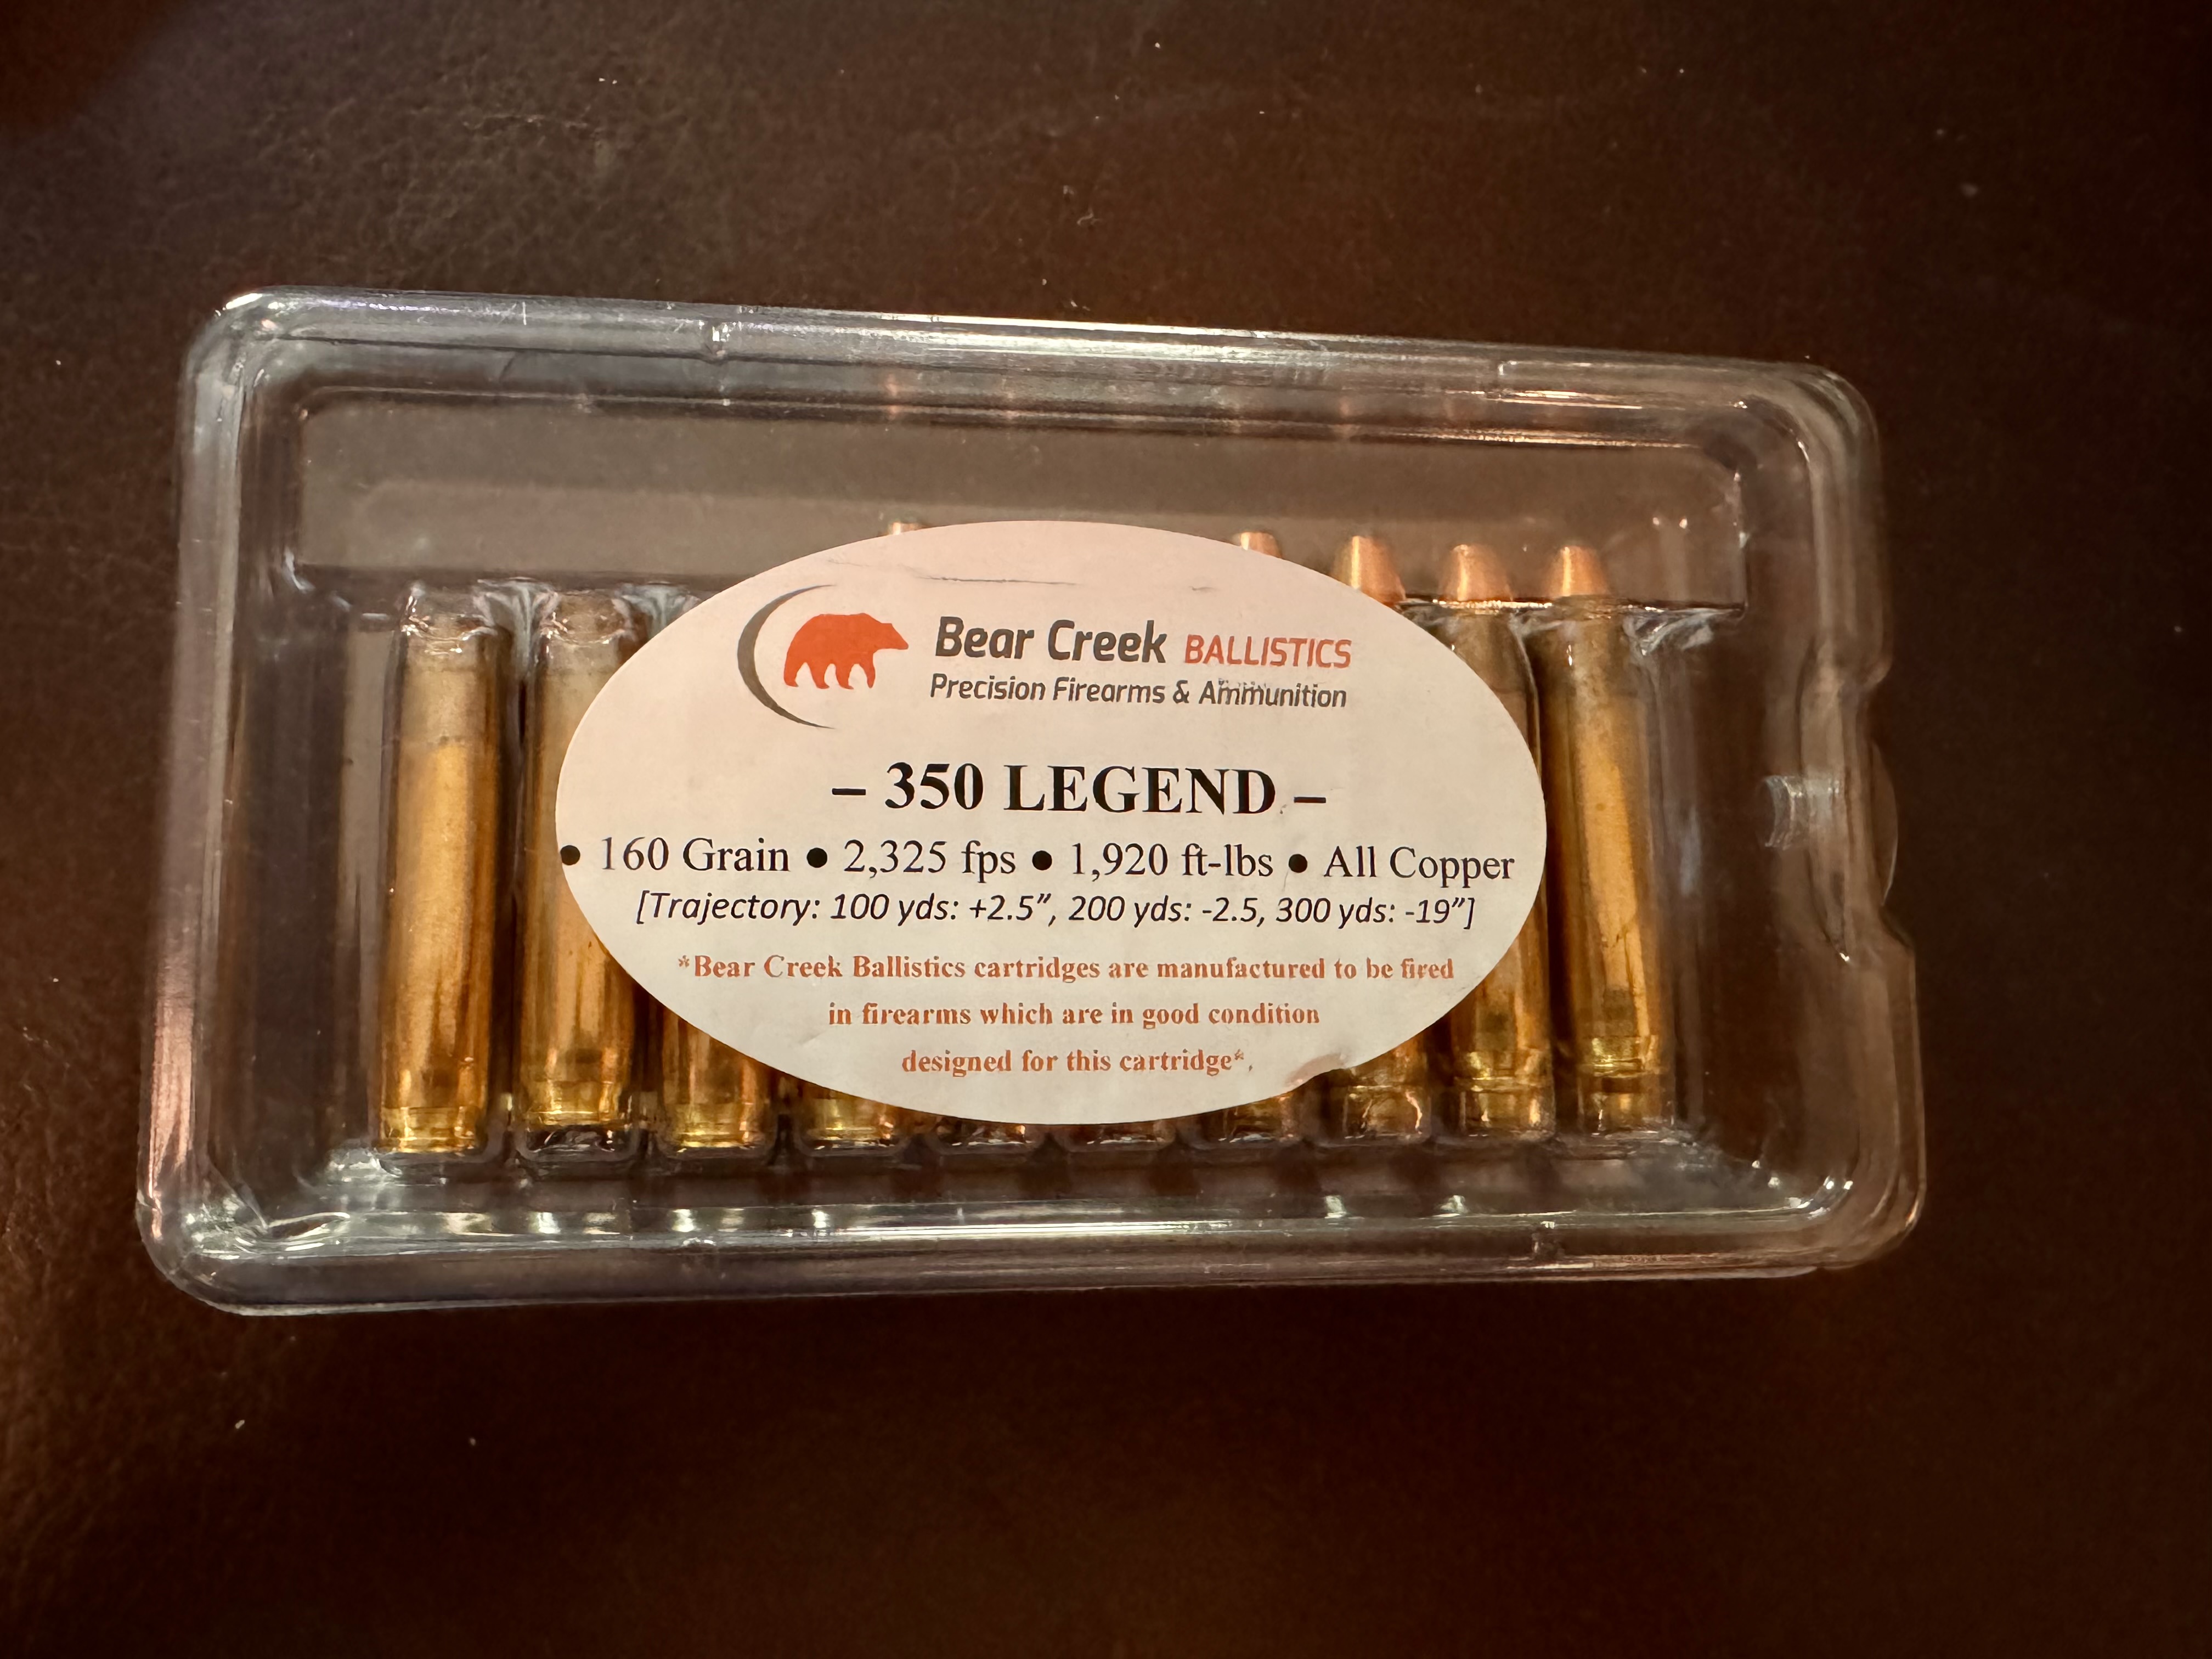 Bear Creek BALLISTICS
Precision Firearms & Ammunition
– 350 LEGEND –
• 160 Grain • 2,325 fps • 1,920 ft-lbs • All Copper
[Trajectory: 100 yds: +2.5”, 200 yds: -2.5, 300 yds: -19”]
*Bear Creek Ballistics cartridges are manufactured to be fired
in firearms which are in good condition
designed for this cartridge*